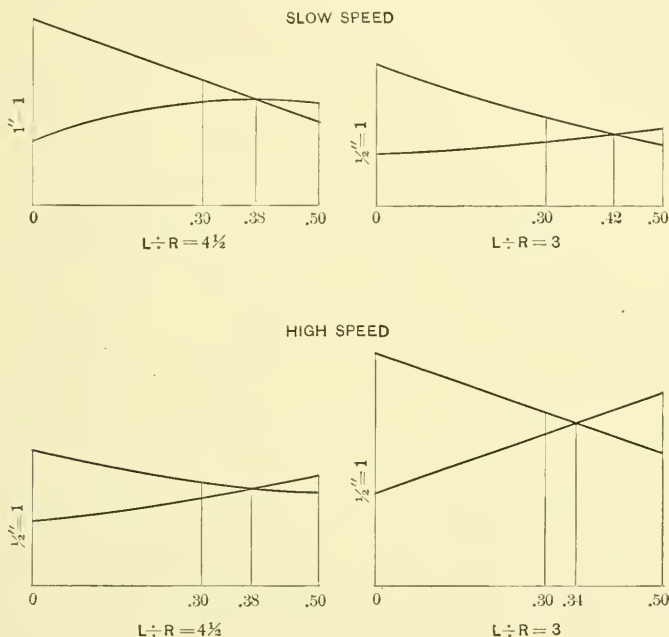 SLOW SPEED
1″=1
0 .30 .38 .50
L÷R=4½
½″=1
0 .30 .42 .50
L÷R=3
HIGH SPEED
½″=1
0 .30 .38 .50
L÷R=4½
½″=1
0 .30 .34 .50
L÷R=3